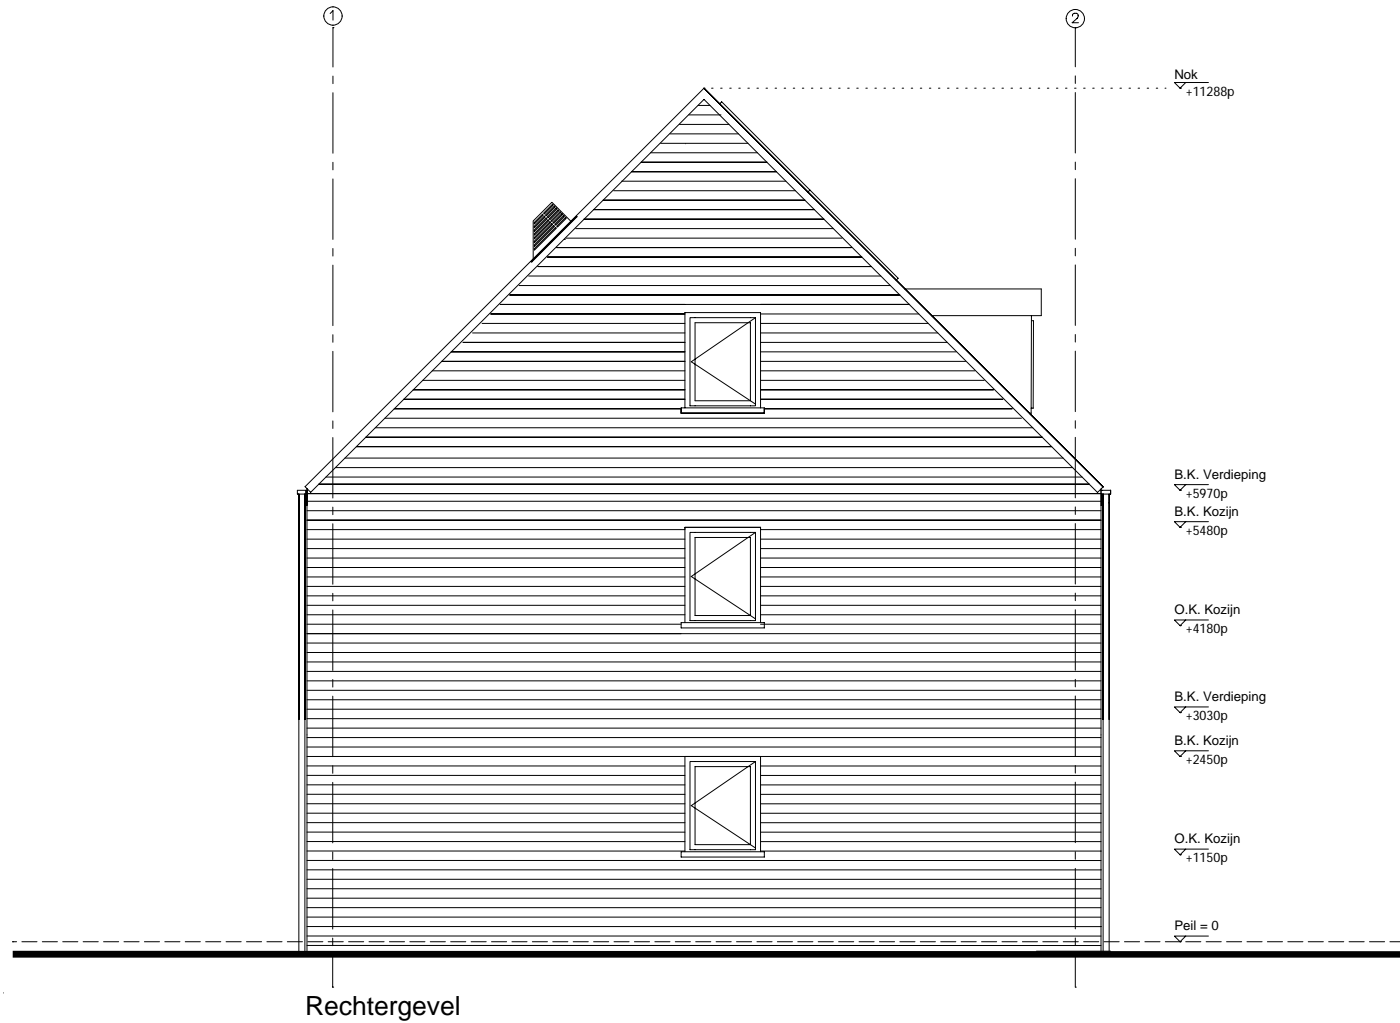 1
2
Nok
+11288p
B.K. Verdieping
+5970p
B.K. Kozijn
+5480p
O.K. Kozijn
+4180p
B.K. Verdieping
+3030p
B.K. Kozijn
+2450p
O.K. Kozijn
+1150p
Peil = 0
Rechtergevel